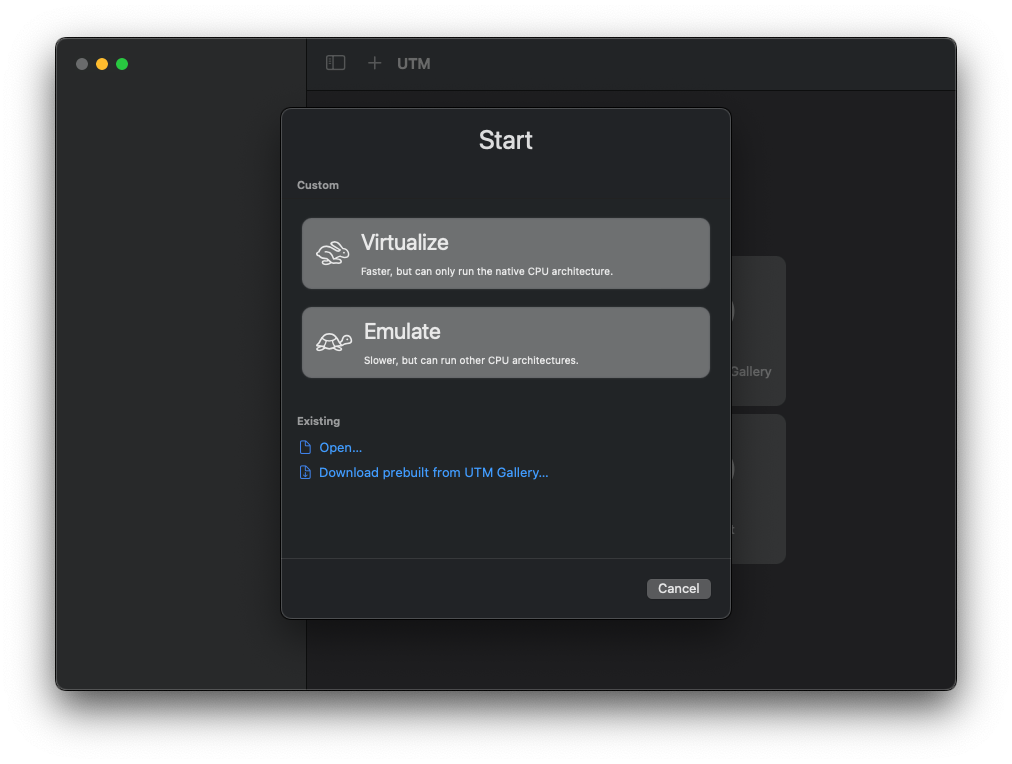 UTM
Start
Custom
Virtualize
Faster, but can only run the native CPU architecture.
Emulate
Slower, but can run other CPU architectures.
Gallery
Existing
Open...
Download prebuilt from UTM Gallery...
Cancel